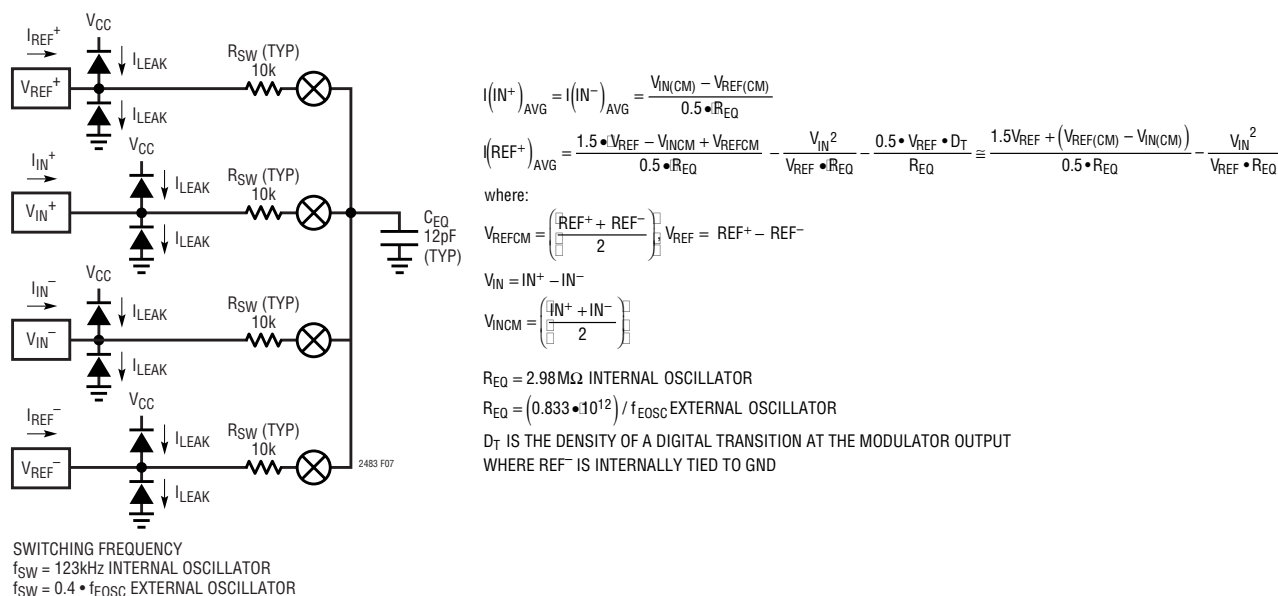 I_REF⁺
V_CC
I_LEAK
R_SW (TYP)
10k
V_REF⁺
I_LEAK
V_CC
I_IN⁺
I_LEAK
R_SW (TYP)
10k
V_IN⁺
I_LEAK
C_EQ
12pF
(TYP)
V_CC
I_IN⁻
I_LEAK
R_SW (TYP)
10k
V_IN⁻
I_LEAK
V_CC
I_REF⁻
I_LEAK
R_SW (TYP)
10k
V_REF⁻
I_LEAK
2483 F07
SWITCHING FREQUENCY
f_SW = 123kHz INTERNAL OSCILLATOR
f_SW = 0.4 • f_EOSC EXTERNAL OSCILLATOR
I(IN⁺)_AVG = I(IN⁻)_AVG = (V_IN(CM) − V_REF(CM)) / (0.5 • R_EQ)
I(REF⁺)_AVG = (1.5 • V_REF − V_INCM + V_REFCM) / (0.5 • R_EQ) − V_IN² / (V_REF • R_EQ) − (0.5 • V_REF • D_T) / R_EQ ≅ (1.5V_REF + (V_REF(CM) − V_IN(CM))) / (0.5 • R_EQ) − V_IN² / (V_REF • R_EQ)
where:
V_REFCM = ((REF⁺ + REF⁻) / 2), V_REF = REF⁺ − REF⁻
V_IN = IN⁺ − IN⁻
V_INCM = ((IN⁺ + IN⁻) / 2)
R_EQ = 2.98MΩ INTERNAL OSCILLATOR
R_EQ = (0.833 • 10¹²) / f_EOSC EXTERNAL OSCILLATOR
D_T IS THE DENSITY OF A DIGITAL TRANSITION AT THE MODULATOR OUTPUT
WHERE REF⁻ IS INTERNALLY TIED TO GND